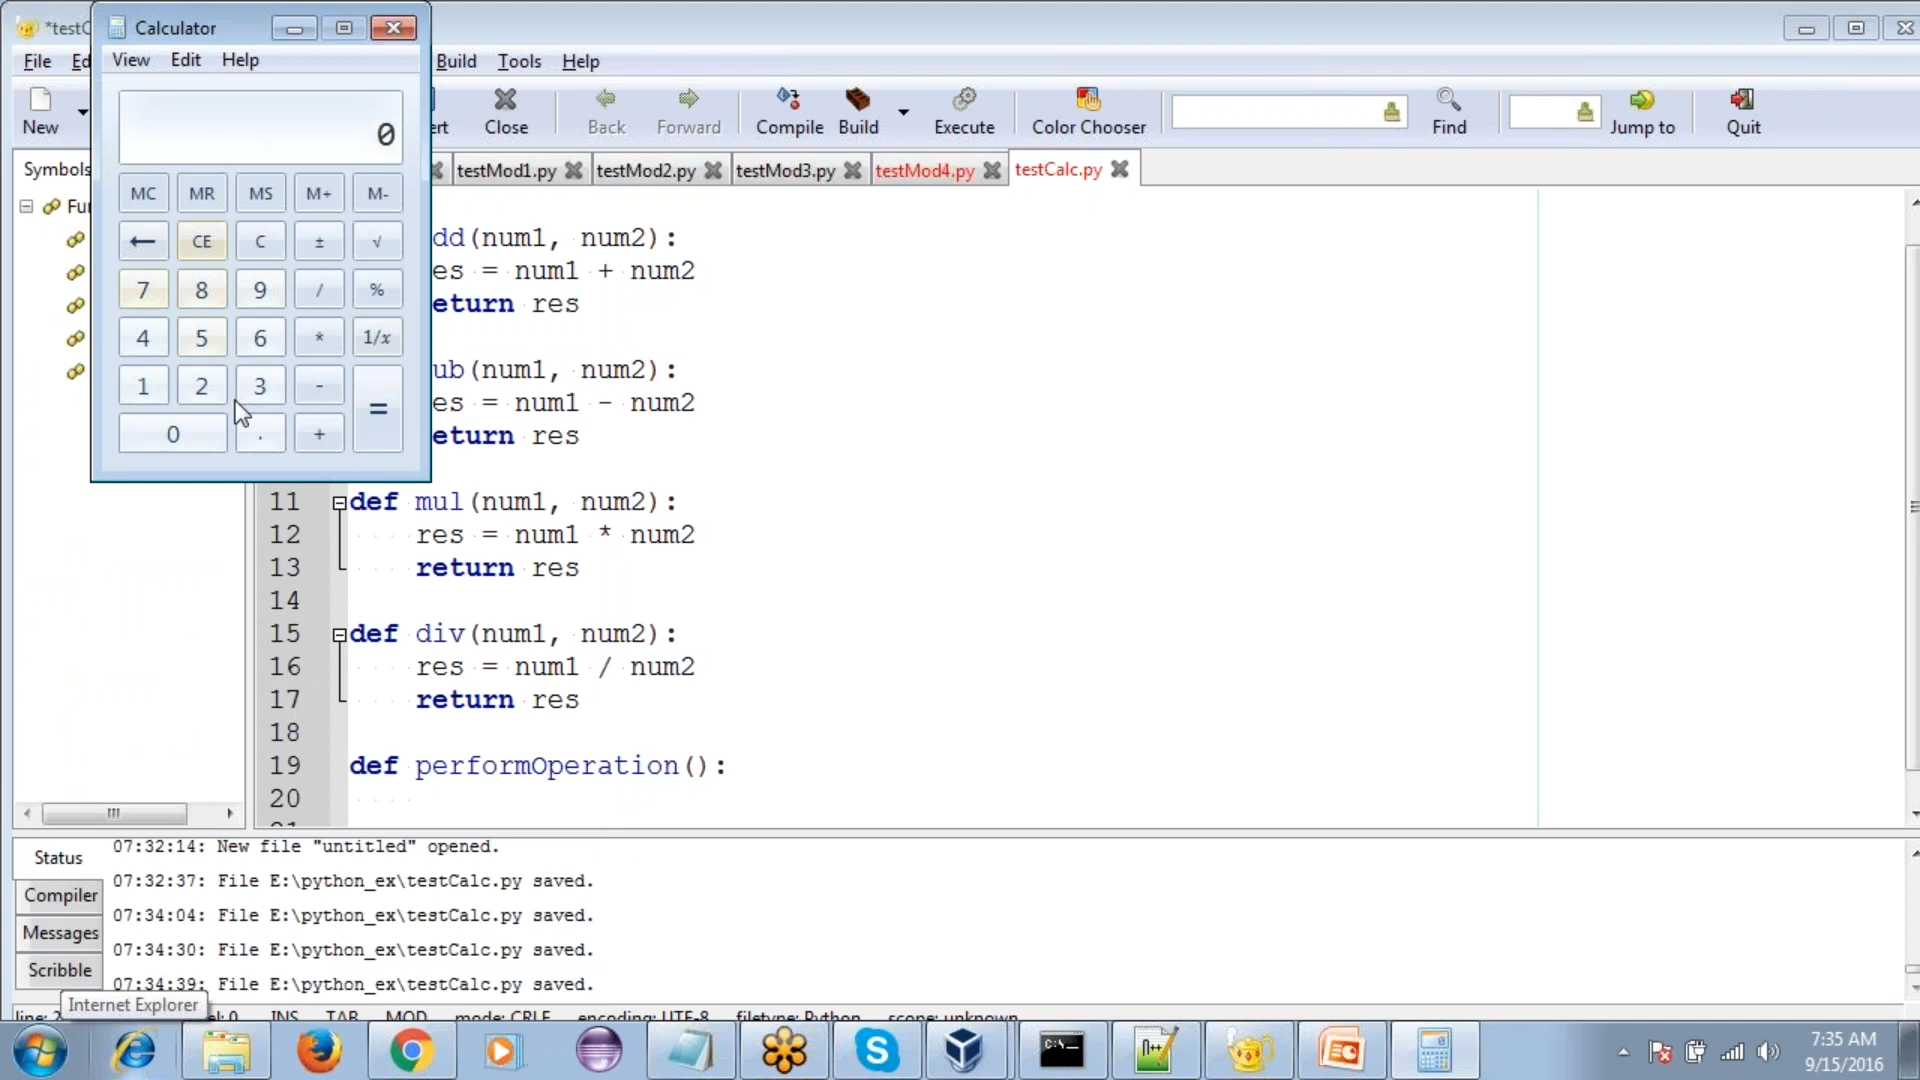 *testC
Calculator
View Edit Help
0
MC MR MS M+ M-
← CE C ± √
7 8 9 / %
4 5 6 * 1/x
1 2 3 - =
0 . +
File Ed Build Tools Help
New ert Close Back Forward Compile Build Execute Color Chooser Find Jump to Quit
Symbols
testMod1.py testMod2.py testMod3.py testMod4.py testCalc.py
Fur
dd(num1, num2):
es = num1 + num2
eturn res
ub(num1, num2):
es = num1 - num2
eturn res
11 def mul(num1, num2):
12 res = num1 * num2
13 return res
14
15 def div(num1, num2):
16 res = num1 / num2
17 return res
18
19 def performOperation():
20
21
Status
Compiler
Messages
Scribble
07:32:14: New file "untitled" opened.
07:32:37: File E:\python_ex\testCalc.py saved.
07:34:04: File E:\python_ex\testCalc.py saved.
07:34:30: File E:\python_ex\testCalc.py saved.
07:34:39: File E:\python_ex\testCalc.py saved.
Internet Explorer
line: 2 sel: 0 INS TAB MOD mode: CRLF encoding: UTF-8 filetype: Python scope: unknown
C:\
N++
S
7:35 AM
9/15/2016